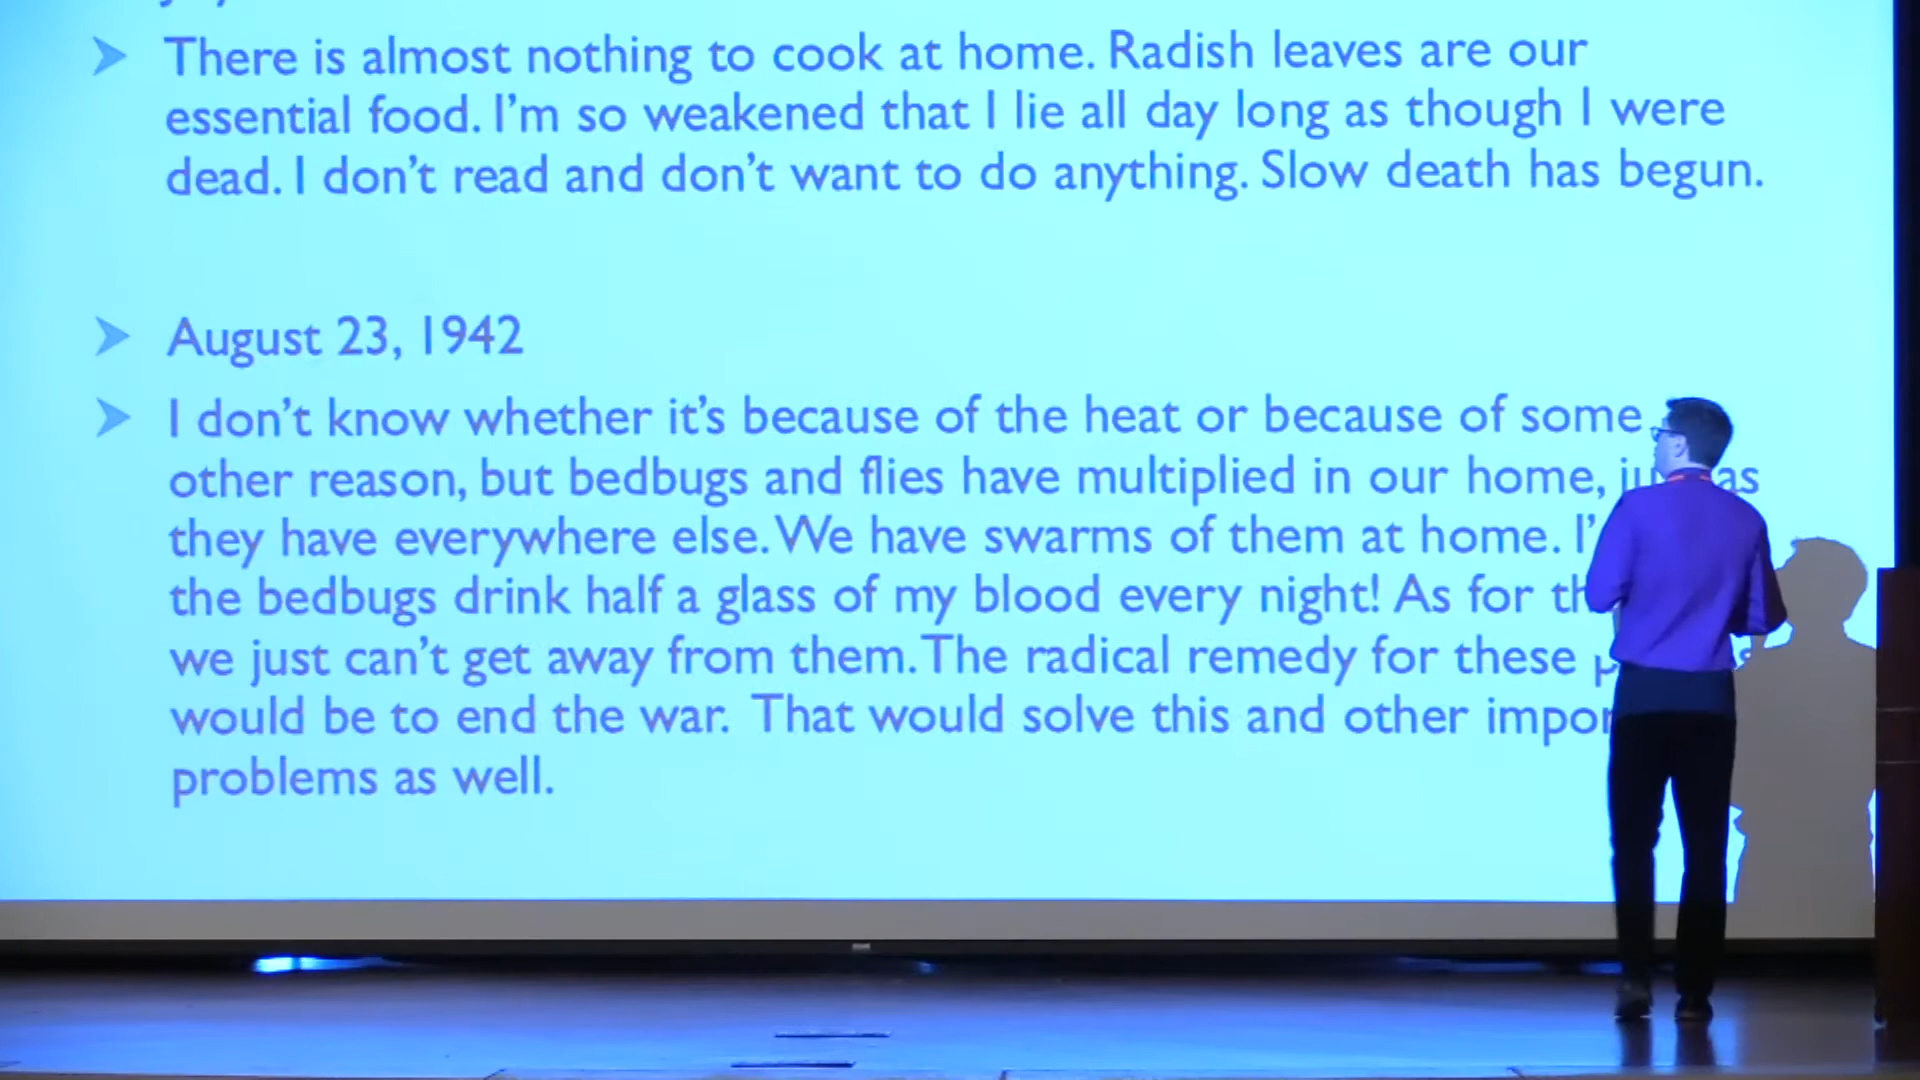 There is almost nothing to cook at home. Radish leaves are our
essential food. I'm so weakened that I lie all day long as though I were
dead. I don't read and don't want to do anything. Slow death has begun.
August 23, 1942
I don't know whether it's because of the heat or because of some
other reason, but bedbugs and flies have multiplied in our home, as
they have everywhere else. We have swarms of them at home.
the bedbugs drink half a glass of my blood every night! As for
we just can't get away from them. The radical remedy for these
would be to end the war. That would solve this and other
problems as well.